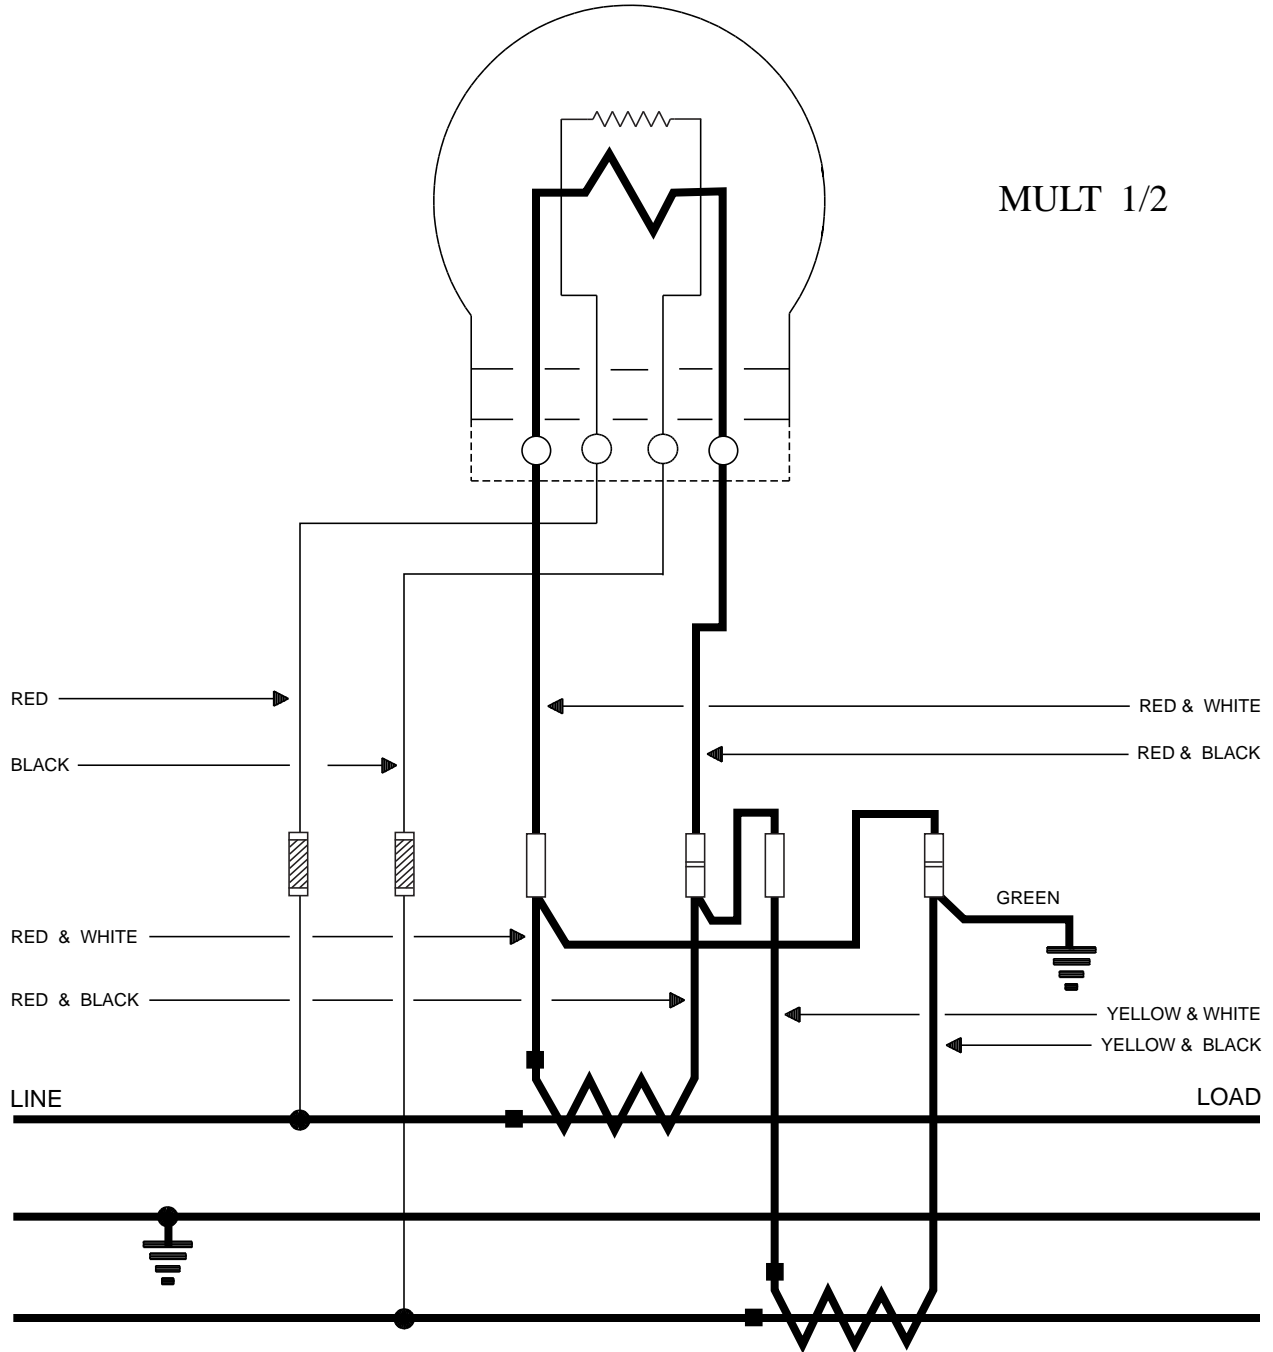 MULT 1/2
RED
RED & WHITE
BLACK
RED & BLACK
GREEN
RED & WHITE
RED & BLACK
YELLOW & WHITE
YELLOW & BLACK
LINE
LOAD